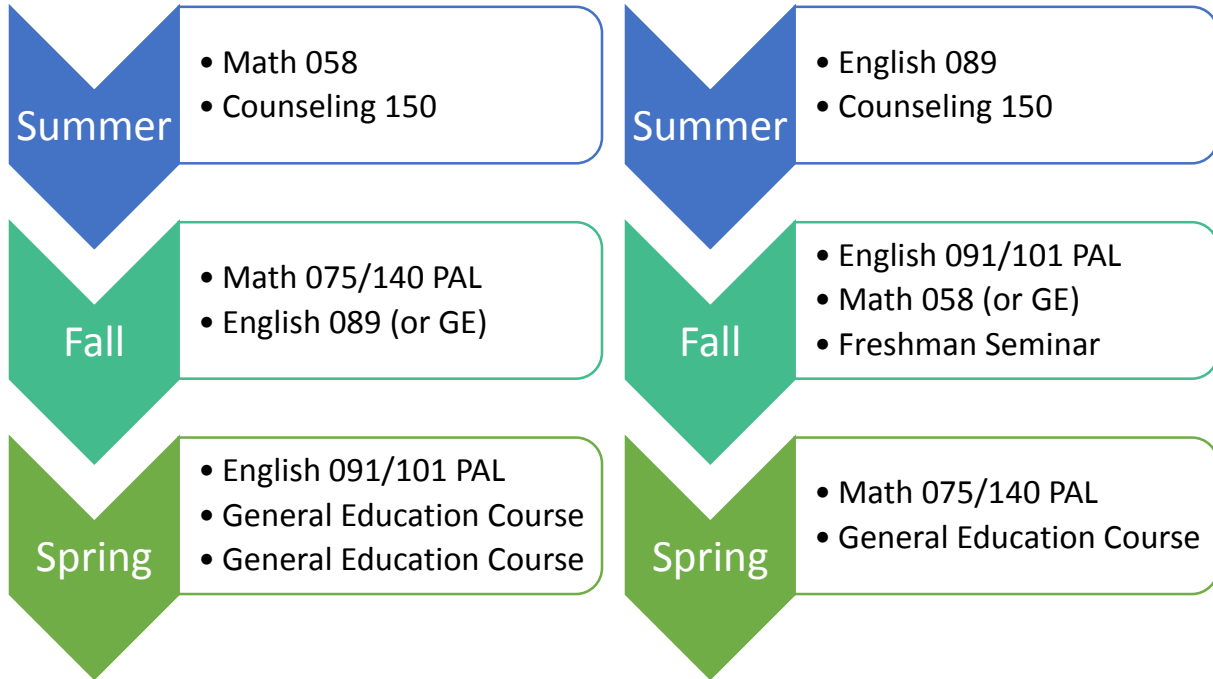 Summer
• Math 058
• Counseling 150
Fall
• Math 075/140 PAL
• English 089 (or GE)
Spring
• English 091/101 PAL
• General Education Course
• General Education Course
Summer
• English 089
• Counseling 150
Fall
• English 091/101 PAL
• Math 058 (or GE)
• Freshman Seminar
Spring
• Math 075/140 PAL
• General Education Course